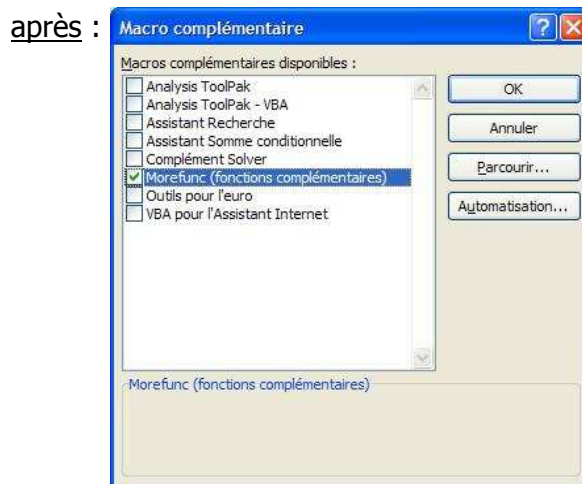 après :
Macro complémentaire
Macros complémentaires disponibles :
Analysis ToolPak
Analysis ToolPak - VBA
Assistant Recherche
Assistant Somme conditionnelle
Complément Solver
Morefunc (fonctions complémentaires)
Outils pour l'euro
VBA pour l'Assistant Internet
OK
Annuler
Parcourir...
Automatisation...
Morefunc (fonctions complémentaires)